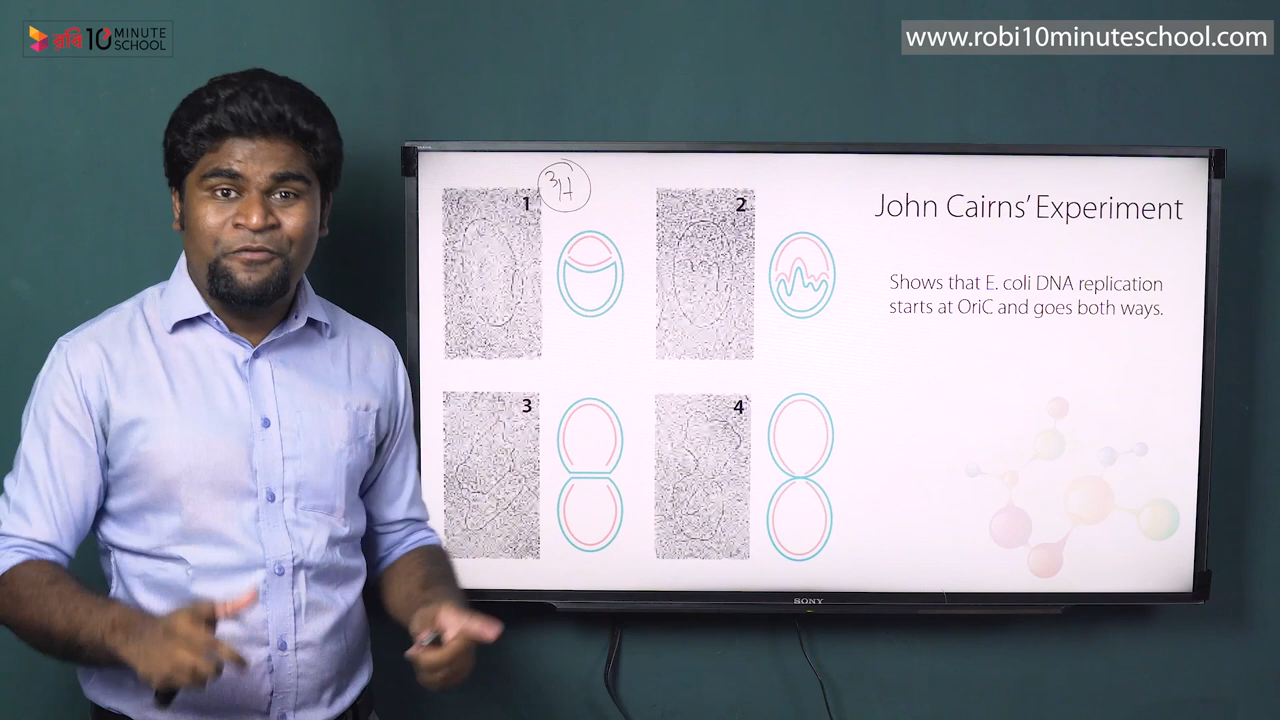 রবি 10 MINUTE
SCHOOL
www.robi10minuteschool.com
John Cairns’ Experiment
Shows that E. coli DNA replication
starts at OriC and goes both ways.
1
³H
2
3
4
SONY